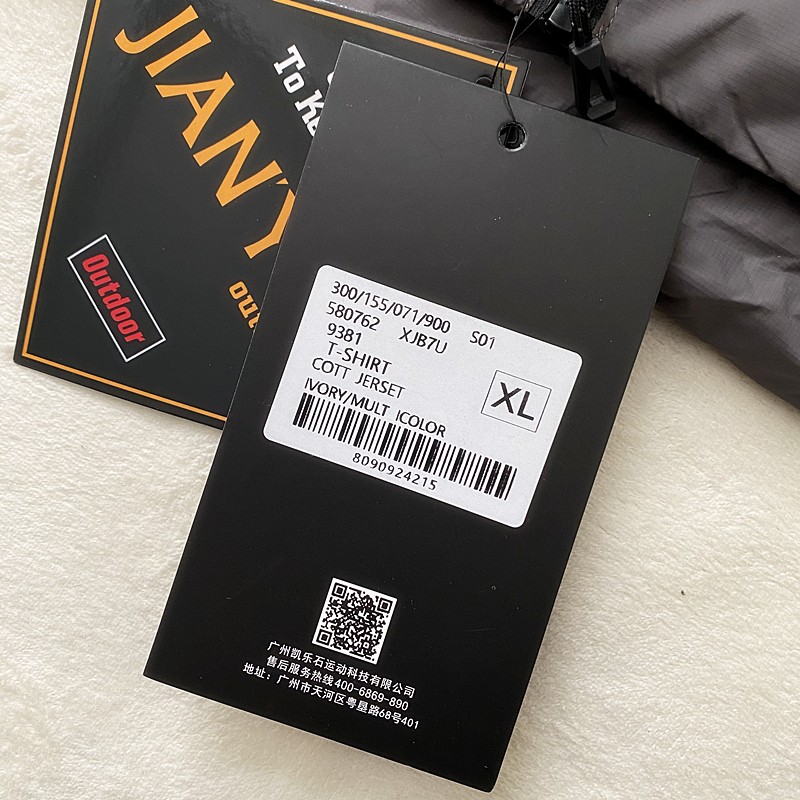 JIANY
To Ke
Outdoor
out
300/155/071/900 S01
580762 XJB7U
9381
T-SHIRT
COTT JERSET
IVORY/MULT ICOLOR
XL
8090924215
广州凯乐石运动科技有限公司
售后服务热线400-6869-890
地址：广州市天河区粤垦路68号401